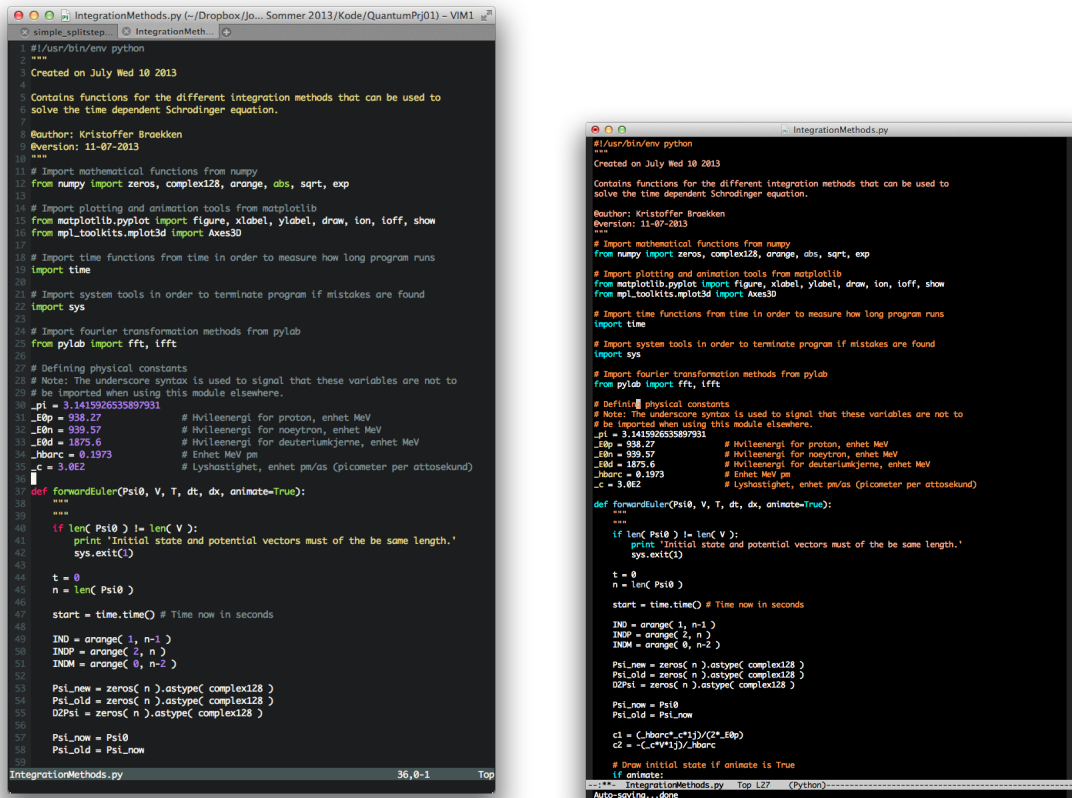 IntegrationMethods.py (~/Dropbox/Jo... Sommer 2013/Kode/QuantumPrj01) – VIM1
simple_splitstep... IntegrationMeth...
1 #!/usr/bin/env python
2 """
3 Created on July Wed 10 2013
4
5 Contains functions for the different integration methods that can be used to
6 solve the time dependent Schrodinger equation.
7
8 @author: Kristoffer Braekken
9 @version: 11-07-2013
10 """
11 # Import mathematical functions from numpy
12 from numpy import zeros, complex128, arange, abs, sqrt, exp
13
14 # Import plotting and animation tools from matplotlib
15 from matplotlib.pyplot import figure, xlabel, ylabel, draw, ion, ioff, show
16 from mpl_toolkits.mplot3d import Axes3D
17
18 # Import time functions from time in order to measure how long program runs
19 import time
20
21 # Import system tools in order to terminate program if mistakes are found
22 import sys
23
24 # Import fourier transformation methods from pylab
25 from pylab import fft, ifft
26
27 # Defining physical constants
28 # Note: The underscore syntax is used to signal that these variables are not to
29 # be imported when using this module elsewhere.
30 _pi = 3.1415926535897931
31 _E0p = 938.27 # Hvileenergi for proton, enhet MeV
32 _E0n = 939.57 # Hvileenergi for noeytron, enhet MeV
33 _E0d = 1875.6 # Hvileenergi for deuteriumkjerne, enhet MeV
34 _hbarc = 0.1973 # Enhet MeV pm
35 _c = 3.0E2 # Lyshastighet, enhet pm/as (picometer per attosekund)
36
37 def forwardEuler(Psi0, V, T, dt, dx, animate=True):
38 """
39 """
40 if len( Psi0 ) != len( V ):
41 print 'Initial state and potential vectors must of the be same length.'
42 sys.exit(1)
43
44 t = 0
45 n = len( Psi0 )
46
47 start = time.time() # Time now in seconds
48
49 IND = arange( 1, n-1 )
50 INDP = arange( 2, n )
51 INDM = arange( 0, n-2 )
52
53 Psi_new = zeros( n ).astype( complex128 )
54 Psi_old = zeros( n ).astype( complex128 )
55 D2Psi = zeros( n ).astype( complex128 )
56
57 Psi_now = Psi0
58 Psi_old = Psi_now
59
IntegrationMethods.py 36,0-1 Top
IntegrationMethods.py
#!/usr/bin/env python
"""
Created on July Wed 10 2013
Contains functions for the different integration methods that can be used to
solve the time dependent Schrodinger equation.
@author: Kristoffer Braekken
@version: 11-07-2013
"""
# Import mathematical functions from numpy
from numpy import zeros, complex128, arange, abs, sqrt, exp
# Import plotting and animation tools from matplotlib
from matplotlib.pyplot import figure, xlabel, ylabel, draw, ion, ioff, show
from mpl_toolkits.mplot3d import Axes3D
# Import time functions from time in order to measure how long program runs
import time
# Import system tools in order to terminate program if mistakes are found
import sys
# Import fourier transformation methods from pylab
from pylab import fft, ifft
# Defining physical constants
# Note: The underscore syntax is used to signal that these variables are not to
# be imported when using this module elsewhere.
_pi = 3.1415926535897931
_E0p = 938.27 # Hvileenergi for proton, enhet MeV
_E0n = 939.57 # Hvileenergi for noeytron, enhet MeV
_E0d = 1875.6 # Hvileenergi for deuteriumkjerne, enhet MeV
_hbarc = 0.1973 # Enhet MeV pm
_c = 3.0E2 # Lyshastighet, enhet pm/as (picometer per attosekund)
def forwardEuler(Psi0, V, T, dt, dx, animate=True):
"""
"""
if len( Psi0 ) != len( V ):
print 'Initial state and potential vectors must of the be same length.'
sys.exit(1)
t = 0
n = len( Psi0 )
start = time.time() # Time now in seconds
IND = arange( 1, n-1 )
INDP = arange( 2, n )
INDM = arange( 0, n-2 )
Psi_new = zeros( n ).astype( complex128 )
Psi_old = zeros( n ).astype( complex128 )
D2Psi = zeros( n ).astype( complex128 )
Psi_now = Psi0
Psi_old = Psi_now
c1 = (_hbarc*_c*1j)/(2*_E0p)
c2 = -(_c*V*1j)/_hbarc
# Draw initial state if animate is True
if animate:
--:**- IntegrationMethods.py Top L27 (Python)--------------------------------------------------
Auto-saving...done